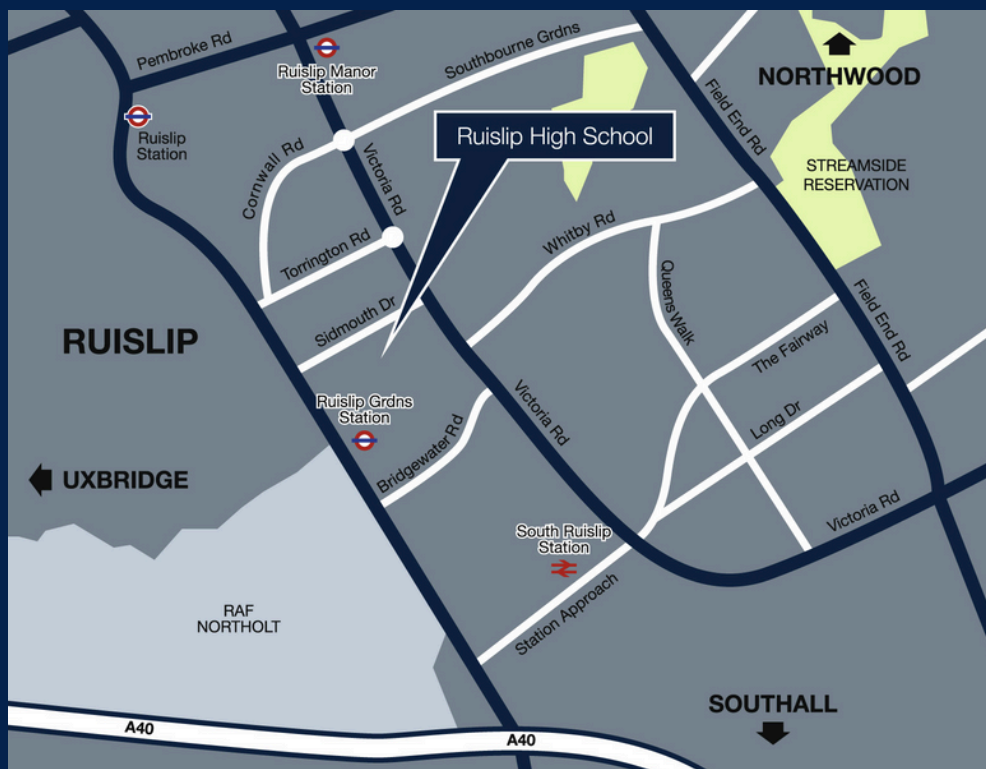 Pembroke Rd
Ruislip Manor
Station
Southbourne Grdns
NORTHWOOD
Ruislip
Station
Ruislip High School
Field End Rd
Cornwall Rd
Victoria Rd
STREAMSIDE
RESERVATION
Torrington Rd
Whitby Rd
Queens Walk
Sidmouth Dr
Field End Rd
RUISLIP
The Fairway
Ruislip Grdns
Station
Victoria Rd
Long Dr
Bridgewater Rd
UXBRIDGE
Victoria Rd
South Ruislip
Station
Station Approach
RAF
NORTHOLT
SOUTHALL
A40
A40